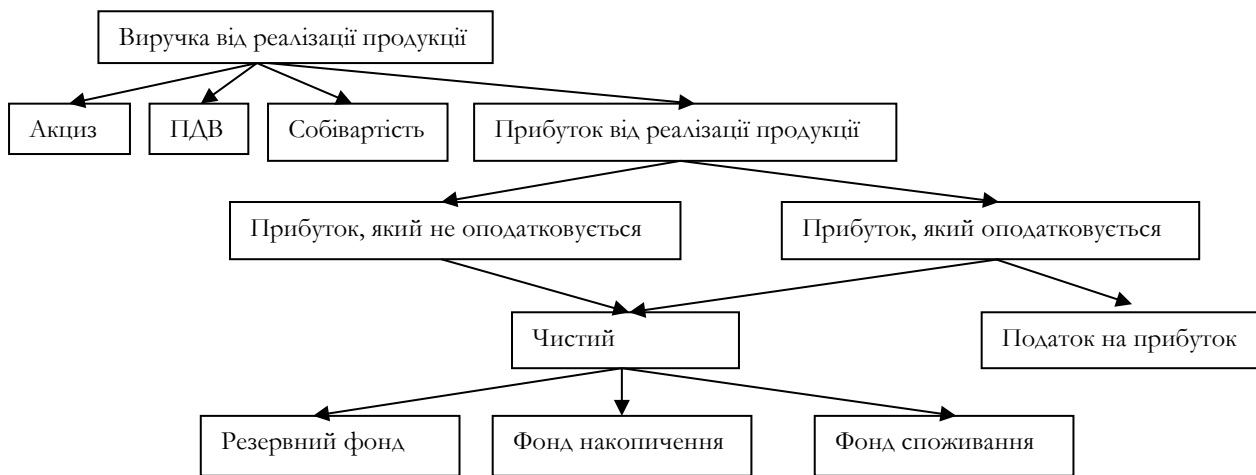 Виручка від реалізації продукції
Акциз
ПДВ
Собівартість
Прибуток від реалізації продукції
Прибуток, який не оподатковується
Прибуток, який оподатковується
Чистий
Податок на прибуток
Резервний фонд
Фонд накопичення
Фонд споживання